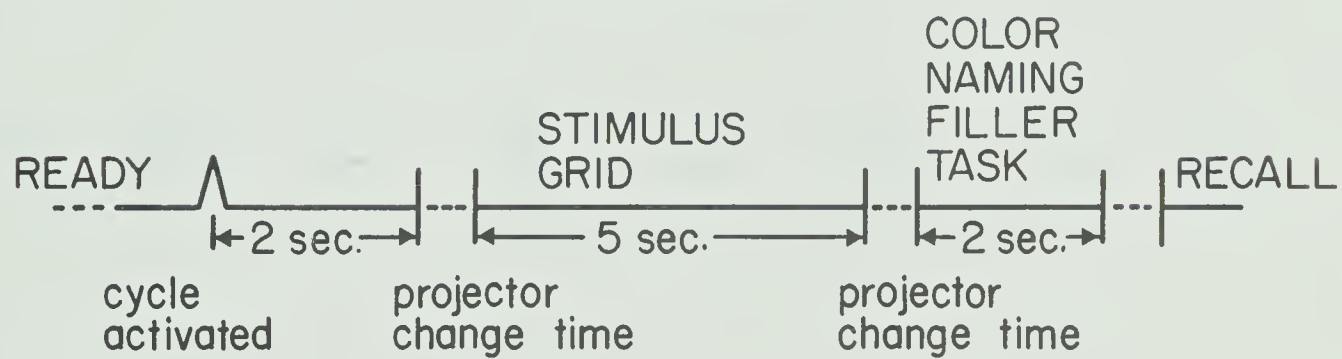 COLOR
NAMING
FILLER
TASK
STIMULUS
GRID
READY
RECALL
2 sec.
5 sec.
2 sec.
cycle
activated
projector
change time
projector
change time